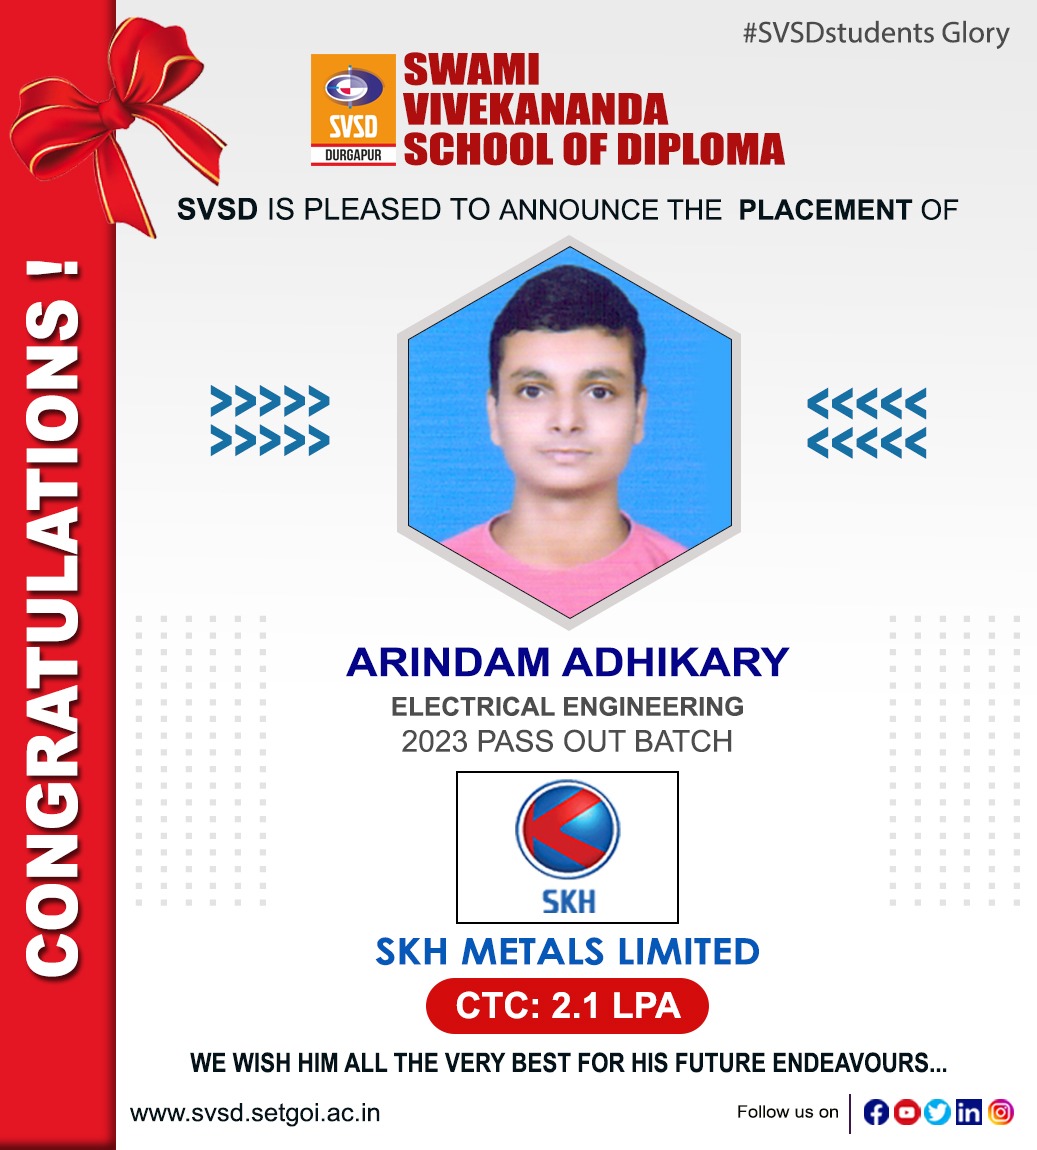 #SVSDstudents Glory
SWAMI
VIVEKANANDA
SCHOOL OF DIPLOMA
SVSD
DURGAPUR
SVSD IS PLEASED TO ANNOUNCE THE PLACEMENT OF
CONGRATULATIONS !
>>>>> <<<<<
>>>>> <<<<<
ARINDAM ADHIKARY
ELECTRICAL ENGINEERING
2023 PASS OUT BATCH
SKH
SKH METALS LIMITED
CTC: 2.1 LPA
WE WISH HIM ALL THE VERY BEST FOR HIS FUTURE ENDEAVOURS...
www.svsd.setgoi.ac.in
Follow us on